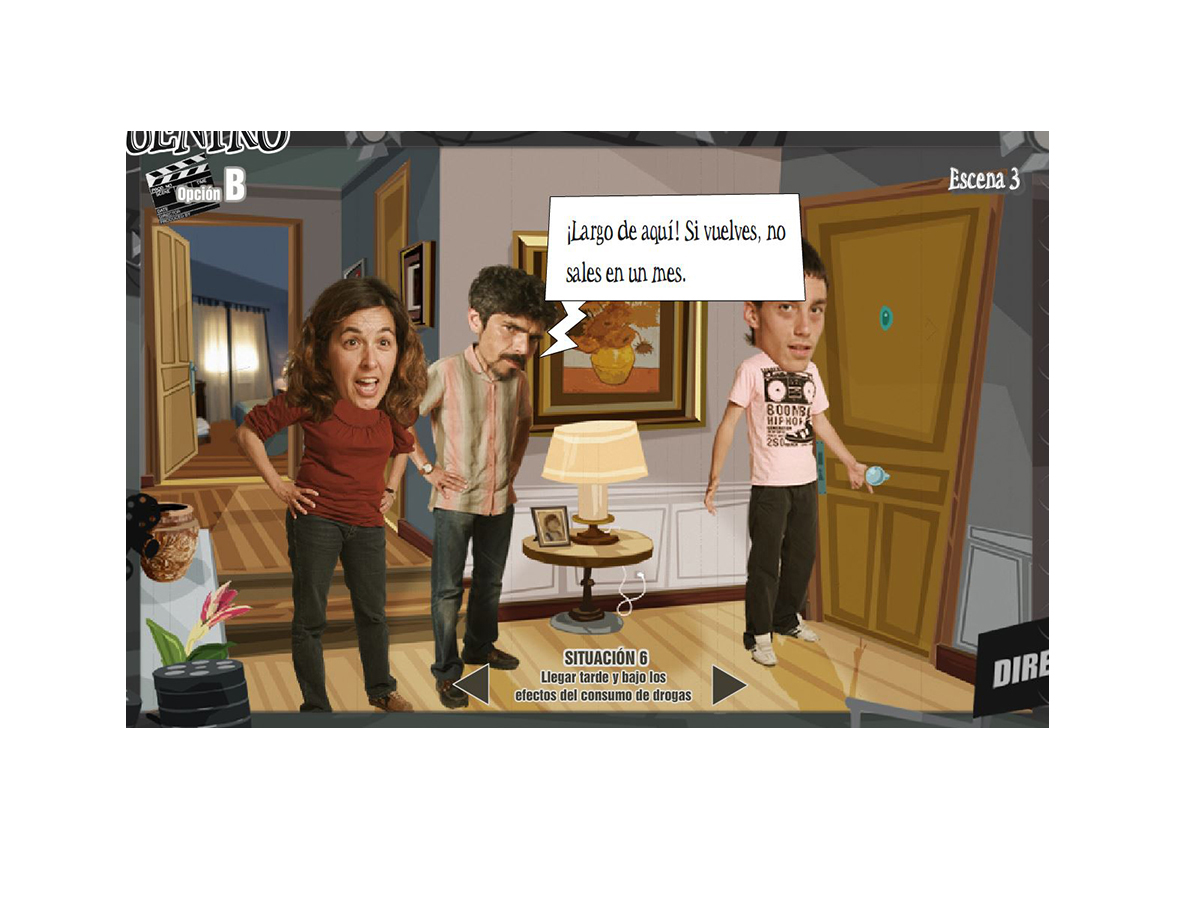 Opción B
Escena 3
¡Largo de aquí! Si vuelves, no
sales en un mes.
BOOMB
HIPHOP
SITUACIÓN 6
Llegar tarde y bajo los
efectos del consumo de drogas
DIRE